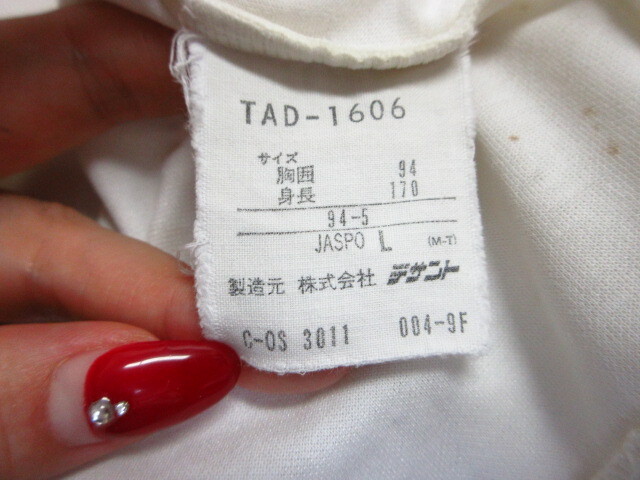 TAD-1606
サイズ
胸囲 94
身長 170
94-5
JASPO L (M-T)
製造元 株式会社 デサント
C-OS 3011 004-9F